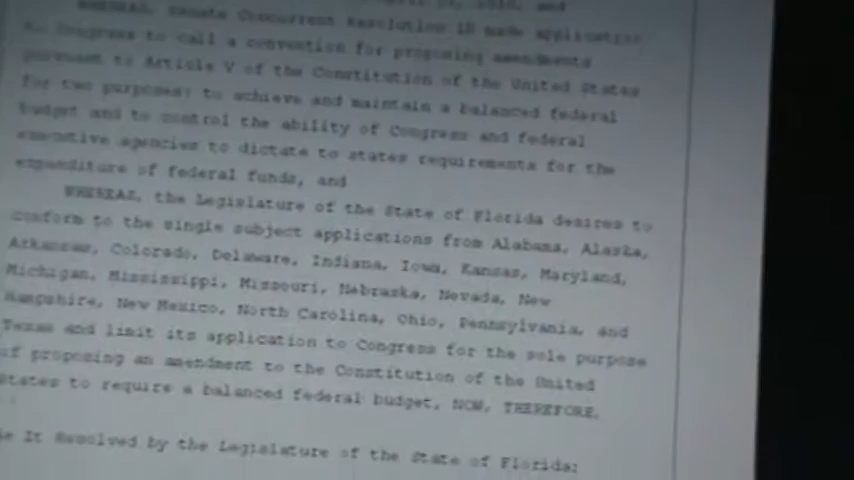 and
WHEREAS, Senate Concurrent Resolution 10 made application
to Congress to call a convention for proposing amendments
pursuant to Article V of the Constitution of the United States
for two purposes: to achieve and maintain a balanced federal
budget and to control the ability of Congress and federal
executive agencies to dictate to states requirements for the
expenditure of federal funds, and
WHEREAS, the Legislature of the State of Florida desires to
conform to the single subject applications from Alabama, Alaska,
Arkansas, Colorado, Delaware, Indiana, Iowa, Kansas, Maryland,
Michigan, Mississippi, Missouri, Nebraska, Nevada, New
Hampshire, New Mexico, North Carolina, Ohio, Pennsylvania, and
Texas and limit its application to Congress for the sole purpose
of proposing an amendment to the Constitution of the United
States to require a balanced federal budget, NOW, THEREFORE,
It Resolved by the Legislature of the State of Florida: